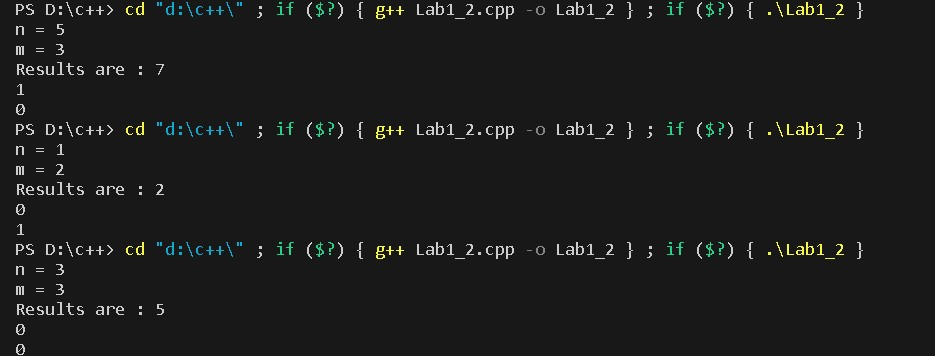 PS D:\c++> cd "d:\c++\" ; if ($?) { g++ Lab1_2.cpp -o Lab1_2 } ; if ($?) { .\Lab1_2 }
n = 5
m = 3
Results are : 7
1
0
PS D:\c++> cd "d:\c++\" ; if ($?) { g++ Lab1_2.cpp -o Lab1_2 } ; if ($?) { .\Lab1_2 }
n = 1
m = 2
Results are : 2
0
1
PS D:\c++> cd "d:\c++\" ; if ($?) { g++ Lab1_2.cpp -o Lab1_2 } ; if ($?) { .\Lab1_2 }
n = 3
m = 3
Results are : 5
0
0